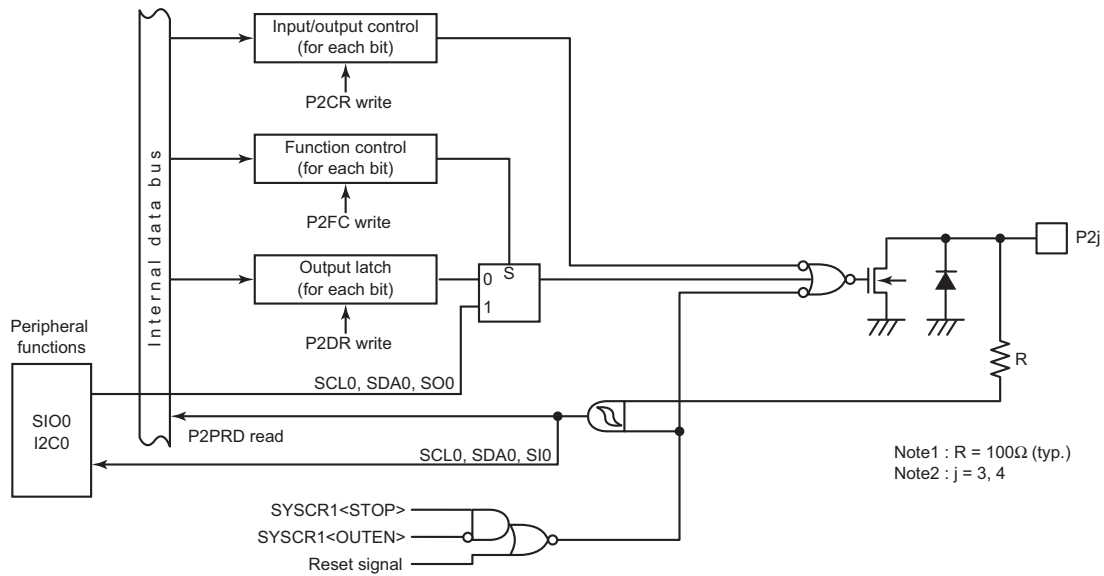 Input/output control
(for each bit)
P2CR write
Function control
(for each bit)
P2FC write
Internal data bus
Output latch
(for each bit)
P2DR write
S
0
1
P2j
R
Peripheral
functions
SIO0
I2C0
SCL0, SDA0, SO0
P2PRD read
SCL0, SDA0, SI0
Note1 : R = 100Ω (typ.)
Note2 : j = 3, 4
SYSCR1<STOP>
SYSCR1<OUTEN>
Reset signal